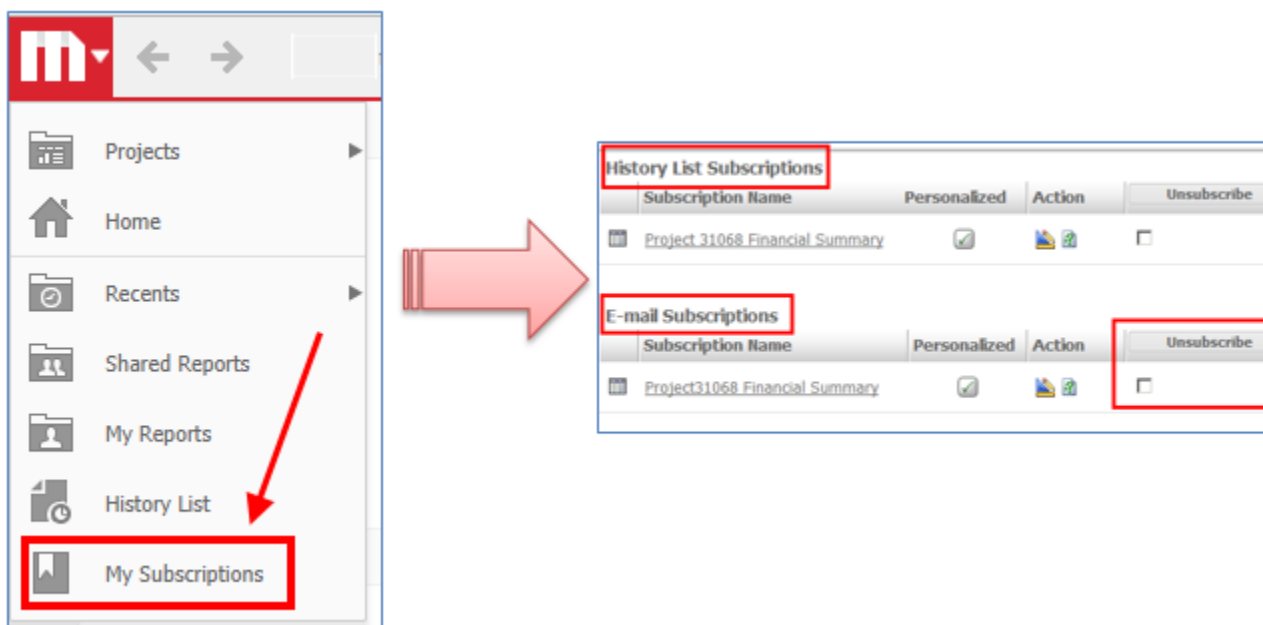 Projects
Home
Recents
Shared Reports
My Reports
History List
My Subscriptions
History List Subscriptions
Subscription Name Personalized Action Unsubscribe
Project 31068 Financial Summary
E-mail Subscriptions
Subscription Name Personalized Action Unsubscribe
Project31068 Financial Summary